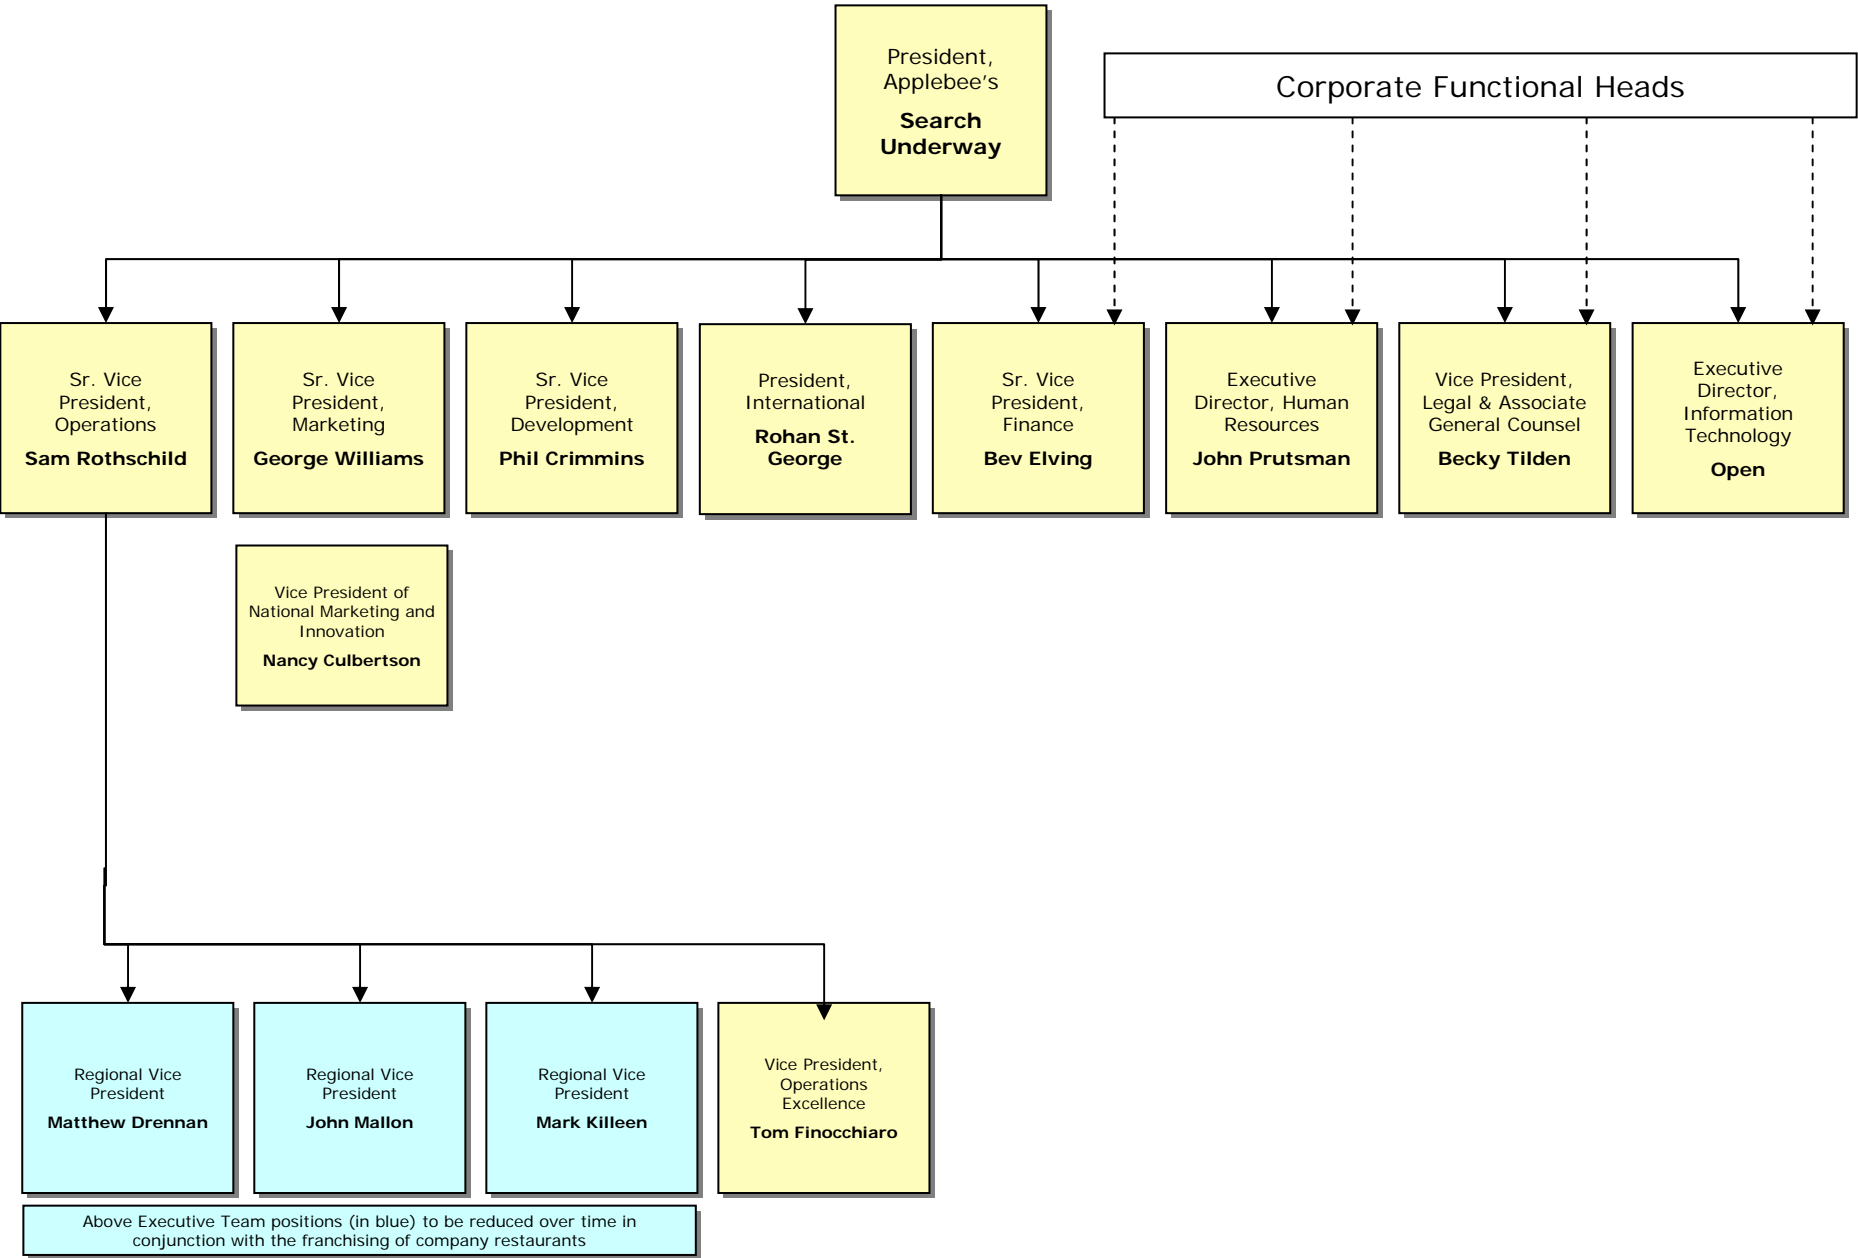 President,
Applebee's
Search
Underway
Corporate Functional Heads
Sr. Vice
President,
Operations
Sam Rothschild
Sr. Vice
President,
Marketing
George Williams
Sr. Vice
President,
Development
Phil Crimmins
President,
International
Rohan St.
George
Sr. Vice
President,
Finance
Bev Elving
Executive
Director, Human
Resources
John Prutsman
Vice President,
Legal & Associate
General Counsel
Becky Tilden
Executive
Director,
Information
Technology
Open
Vice President of
National Marketing and
Innovation
Nancy Culbertson
Regional Vice
President
Matthew Drennan
Regional Vice
President
John Mallon
Regional Vice
President
Mark Killeen
Vice President,
Operations
Excellence
Tom Finocchiaro
Above Executive Team positions (in blue) to be reduced over time in
conjunction with the franchising of company restaurants